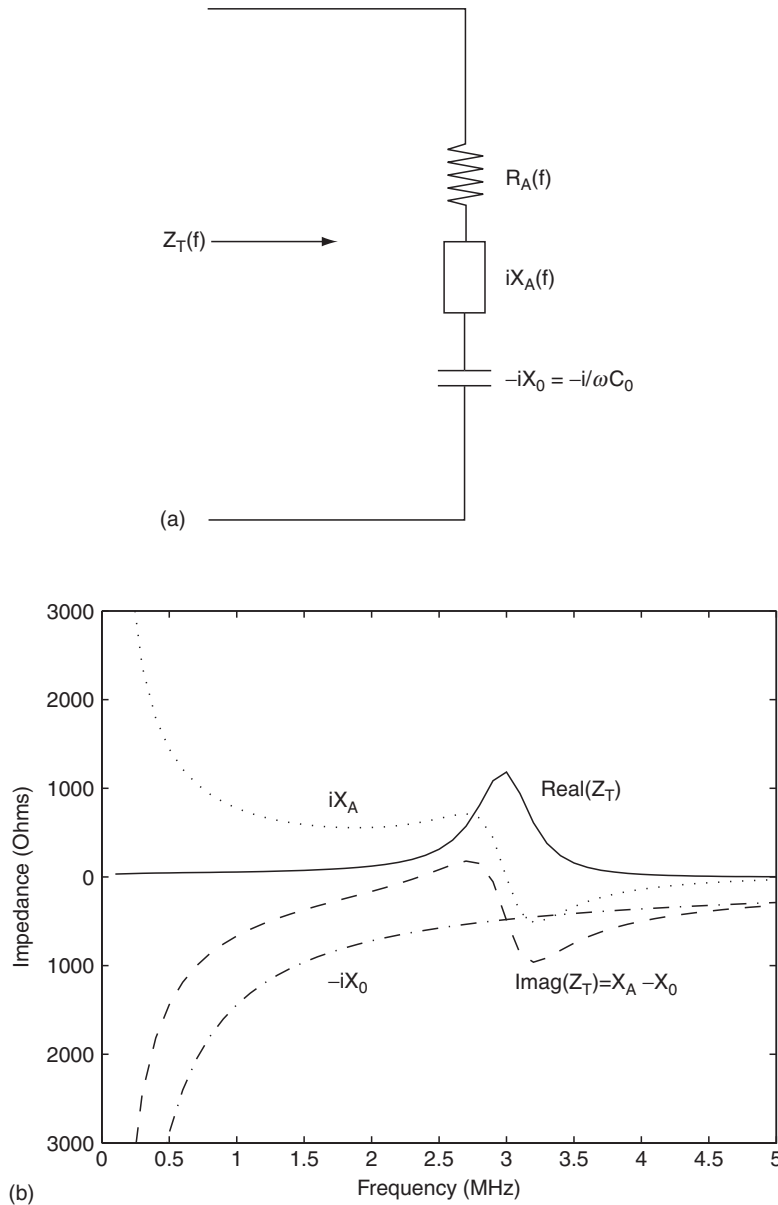 R_A(f)
Z_T(f)
iX_A(f)
–iX_0 = –i/ωC_0
(a)
3000
2000
1000
0
1000
2000
3000
Impedance (Ohms)
iX_A
Real(Z_T)
–iX_0
Imag(Z_T)=X_A –X_0
0 0.5 1 1.5 2 2.5 3 3.5 4 4.5 5
Frequency (MHz)
(b)